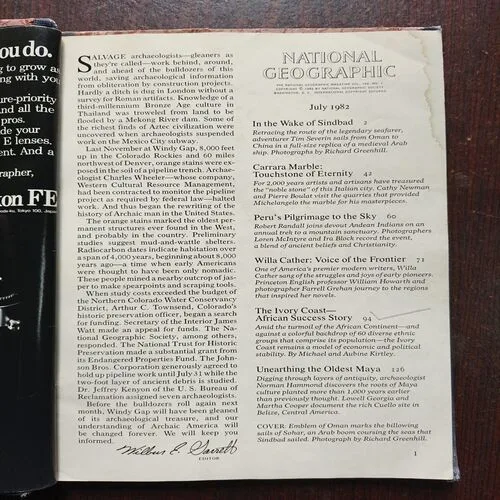 ou do.
to grow as
ng with you
ure-priority
nd all the
pros.
de your
E lenses,
ent. And a
rapher,
kon FE
Tokyo 100, Japan
SALVAGE archaeologists—gleaners as
they're called—work behind, around,
and ahead of the bulldozers of this
world, saving archaeological information
from obliteration by construction projects.
Hardly a ditch is dug in London without a
survey for Roman artifacts. Knowledge of a
third-millennium Bronze Age culture in
Thailand was troweled from land to be
flooded by a Mekong River dam. Some of
the richest finds of Aztec civilization were
uncovered when archaeologists suspended
work on the Mexico City subway.
Last November at Windy Gap, 8,000 feet
up in the Colorado Rockies and 60 miles
northwest of Denver, orange stains were ex-
posed in the soil of a pipeline trench. Archae-
ologist Charles Wheeler—whose company,
Western Cultural Resource Management,
had been contracted to monitor the pipeline
project as required by federal law—halted
work. And thus began the rewriting of the
history of Archaic man in the United States.
The orange stains marked the oldest per-
manent structures ever found in the West,
and probably in the country. Preliminary
studies suggest mud-and-wattle shelters.
Radiocarbon dates indicate habitation over
a span of 4,000 years, beginning about 8,000
years ago—a time when early Americans
were thought to have been only nomadic.
These people mined a nearby outcrop of jas-
per to make spearpoints and scraping tools.
When study costs exceeded the budget of
the Northern Colorado Water Conservancy
District, Arthur C. Townsend, Colorado's
historic preservation officer, began a search
for funding. Secretary of the Interior James
Watt made an appeal for funds. The Na-
tional Geographic Society, among others,
responded. The National Trust for Historic
Preservation made a substantial grant from
its Endangered Properties Fund. The John-
son Bros. Corporation generously agreed to
hold up pipeline work until July 31 while the
two-foot layer of ancient debris is studied.
Dr. Jeffrey Kenyon of the U. S. Bureau of
Reclamation assigned seven archaeologists.
Before the bulldozers roll again next
month, Windy Gap will have been gleaned
of its archaeological treasure, and our
understanding of Archaic America will
be changed forever. We will keep you
informed.
Wilbur E. Garrett
EDITOR
NATIONAL
GEOGRAPHIC
THE NATIONAL GEOGRAPHIC MAGAZINE VOL. 162, NO. 1
COPYRIGHT © 1982 BY NATIONAL GEOGRAPHIC SOCIETY
WASHINGTON, D. C. INTERNATIONAL COPYRIGHT SECURED
July 1982
In the Wake of Sindbad 2
Retracing the route of the legendary seafarer,
adventurer Tim Severin sails from Oman to
China in a full-size replica of a medieval Arab
ship. Photographs by Richard Greenhill.
Carrara Marble:
Touchstone of Eternity 42
For 2,000 years artists and artisans have treasured
the "noble stone" of this Italian city. Cathy Newman
and Pierre Boulat visit the quarries that provided
Michelangelo the marble for his masterpieces.
Peru's Pilgrimage to the Sky 60
Robert Randall joins devout Andean Indians on an
annual trek to a mountain sanctuary. Photographers
Loren McIntyre and Ira Block record the event,
a blend of ancient beliefs and Christianity.
Willa Cather: Voice of the Frontier 71
One of America's premier modern writers, Willa
Cather sang of the struggles and joys of early pioneers.
Princeton English professor William Howarth and
photographer Farrell Grehan journey to the regions
that inspired her novels.
The Ivory Coast—
African Success Story 94
Amid the turmoil of the African Continent—and
against a colorful backdrop of 60 diverse ethnic
groups that comprise its population—the Ivory
Coast remains a model of economic and political
stability. By Michael and Aubine Kirtley.
Unearthing the Oldest Maya 126
Digging through layers of antiquity, archaeologist
Norman Hammond discovers the roots of Maya
culture planted more than 1,000 years earlier
than previously thought. Lowell Georgia and
Martha Cooper document the rich Cuello site in
Belize, Central America.
COVER: Emblem of Oman marks the billowing
sails of Sohar, an Arab boom coursing the seas that
Sindbad sailed. Photograph by Richard Greenhill.
1